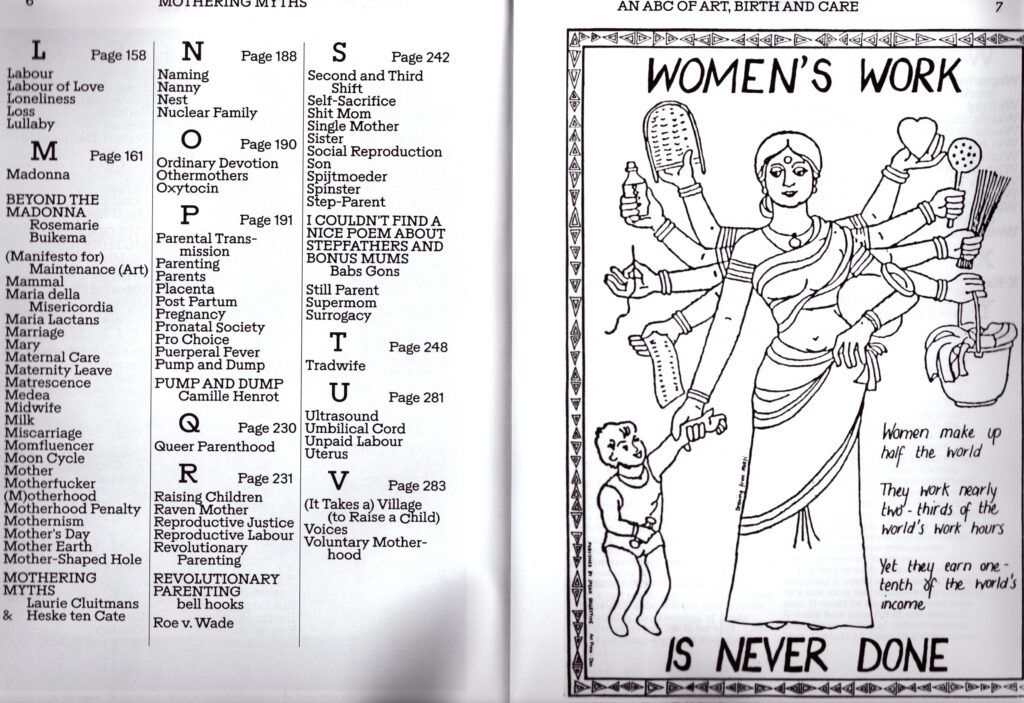 6
MOTHERING MYTHS
L Page 158
Labour
Labour of Love
Loneliness
Loss
Lullaby
M Page 161
Madonna
BEYOND THE
MADONNA
Rosemarie
Buikema
(Manifesto for)
Maintenance (Art)
Mammal
Maria della
Misericordia
Maria Lactans
Marriage
Mary
Maternal Care
Maternity Leave
Matrescence
Medea
Midwife
Milk
Miscarriage
Momfluencer
Moon Cycle
Mother
Motherfucker
(M)otherhood
Motherhood Penalty
Mothernism
Mother's Day
Mother Earth
Mother-Shaped Hole
MOTHERING
MYTHS
Laurie Cluitmans
& Heske ten Cate
N Page 188
Naming
Nanny
Nest
Nuclear Family
O Page 190
Ordinary Devotion
Othermothers
Oxytocin
P Page 191
Parental Trans-
mission
Parenting
Parents
Placenta
Post Partum
Pregnancy
Pronatal Society
Pro Choice
Puerperal Fever
Pump and Dump
PUMP AND DUMP
Camille Henrot
Q Page 230
Queer Parenthood
R Page 231
Raising Children
Raven Mother
Reproductive Justice
Reproductive Labour
Revolutionary
Parenting
REVOLUTIONARY
PARENTING
bell hooks
Roe v. Wade
S Page 242
Second and Third
Shift
Self-Sacrifice
Shit Mom
Single Mother
Sister
Social Reproduction
Son
Spijtmoeder
Spinster
Step-Parent
I COULDN'T FIND A
NICE POEM ABOUT
STEPFATHERS AND
BONUS MUMS
Babs Gons
Still Parent
Supermom
Surrogacy
T Page 248
Tradwife
U Page 281
Ultrasound
Umbilical Cord
Unpaid Labour
Uterus
V Page 283
(It Takes a) Village
(to Raise a Child)
Voices
Voluntary Mother-
hood
AN ABC OF ART, BIRTH AND CARE
7
WOMEN'S WORK
Women make up
half the world
They work nearly
two-thirds of the
world's work hours
Yet they earn one-
tenth of the world's
income
IS NEVER DONE